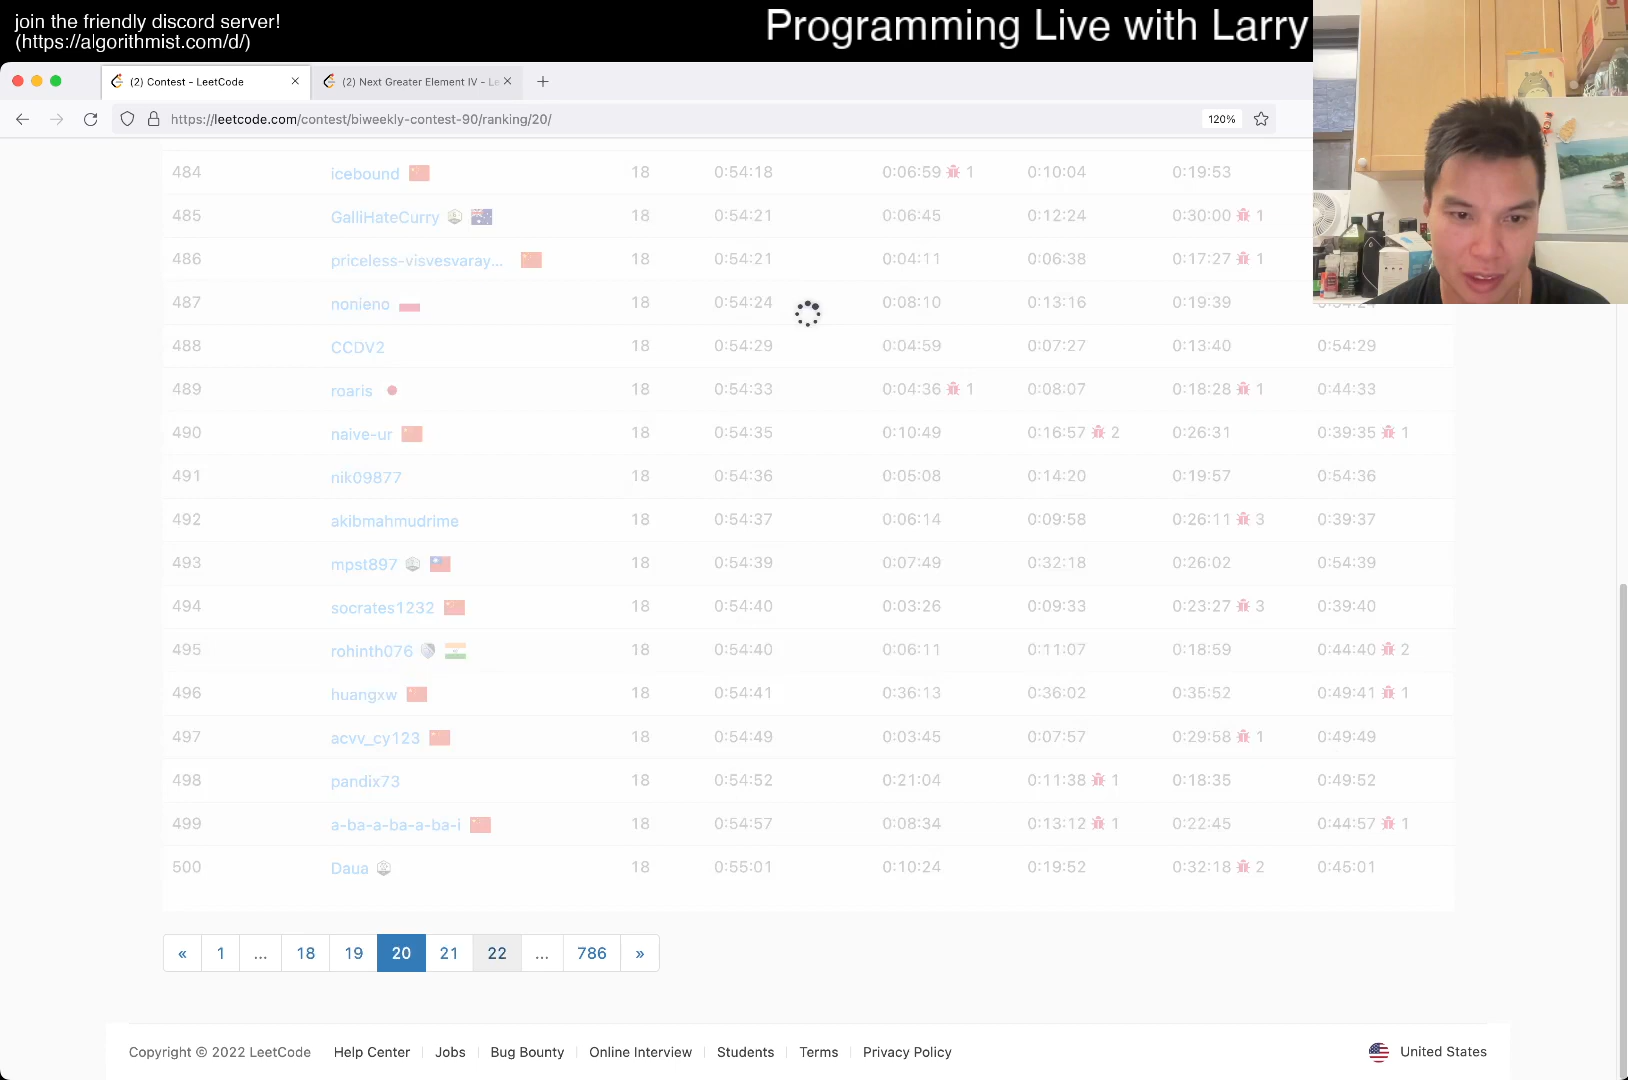 join the friendly discord server!
(https://algorithmist.com/d/)
Programming Live with Larry
(2) Contest - LeetCode
(2) Next Greater Element IV - Le
https://leetcode.com/contest/biweekly-contest-90/ranking/20/
120%
484 icebound 18 0:54:18 0:06:59 1 0:10:04 0:19:53
485 GalliHateCurry 18 0:54:21 0:06:45 0:12:24 0:30:00 1
486 priceless-visvesvaray... 18 0:54:21 0:04:11 0:06:38 0:17:27 1
487 nonieno 18 0:54:24 0:08:10 0:13:16 0:19:39
488 CCDV2 18 0:54:29 0:04:59 0:07:27 0:13:40 0:54:29
489 roaris 18 0:54:33 0:04:36 1 0:08:07 0:18:28 1 0:44:33
490 naive-ur 18 0:54:35 0:10:49 0:16:57 2 0:26:31 0:39:35 1
491 nik09877 18 0:54:36 0:05:08 0:14:20 0:19:57 0:54:36
492 akibmahmudrime 18 0:54:37 0:06:14 0:09:58 0:26:11 3 0:39:37
493 mpst897 18 0:54:39 0:07:49 0:32:18 0:26:02 0:54:39
494 socrates1232 18 0:54:40 0:03:26 0:09:33 0:23:27 3 0:39:40
495 rohinth076 18 0:54:40 0:06:11 0:11:07 0:18:59 0:44:40 2
496 huangxw 18 0:54:41 0:36:13 0:36:02 0:35:52 0:49:41 1
497 acvv_cy123 18 0:54:49 0:03:45 0:07:57 0:29:58 1 0:49:49
498 pandix73 18 0:54:52 0:21:04 0:11:38 1 0:18:35 0:49:52
499 a-ba-a-ba-a-ba-i 18 0:54:57 0:08:34 0:13:12 1 0:22:45 0:44:57 1
500 Daua 18 0:55:01 0:10:24 0:19:52 0:32:18 2 0:45:01
« 1 ... 18 19 20 21 22 ... 786 »
Copyright © 2022 LeetCode Help Center Jobs Bug Bounty Online Interview Students Terms Privacy Policy United States